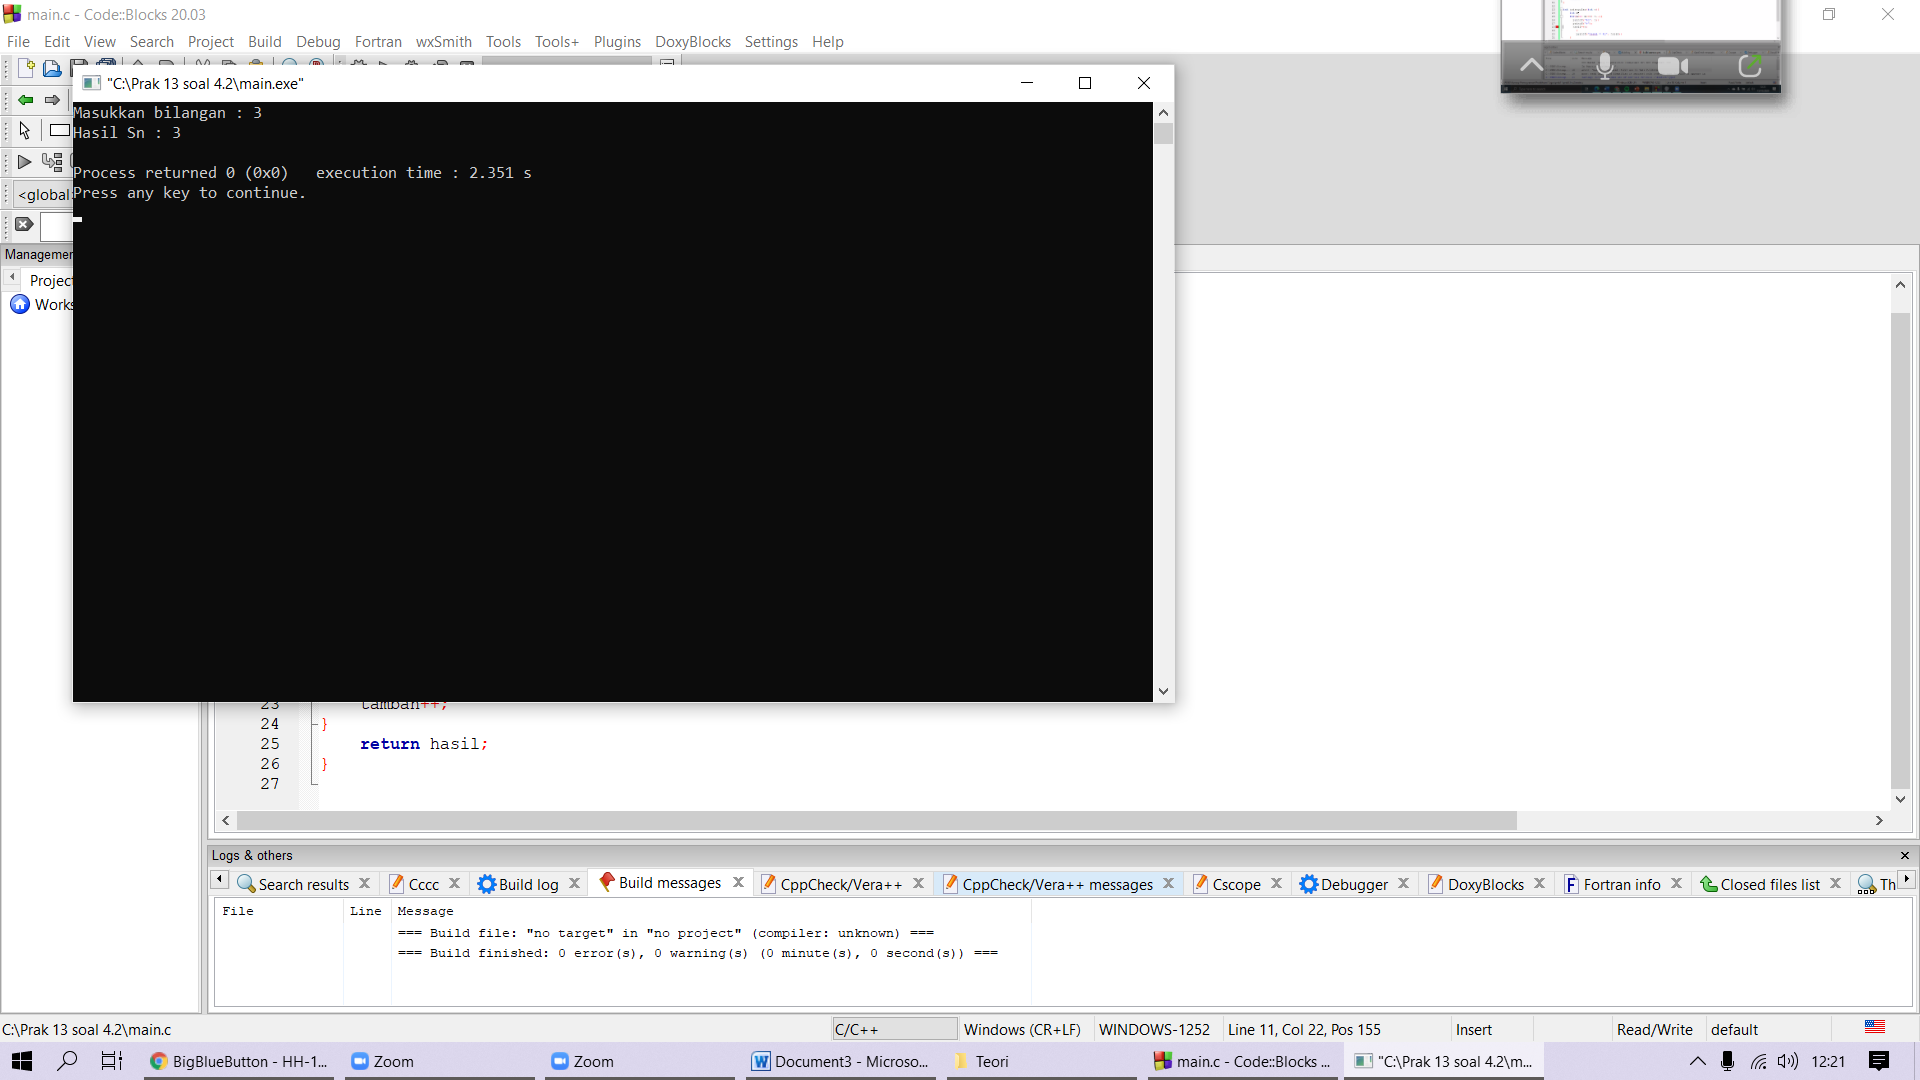 main.c - Code::Blocks 20.03
File Edit View Search Project Build Debug Fortran wxSmith Tools Tools+ Plugins DoxyBlocks Settings Help
"C:\Prak 13 soal 4.2\main.exe"
Masukkan bilangan : 3
Hasil Sn : 3
Process returned 0 (0x0)   execution time : 2.351 s
Press any key to continue.
<global
Managemen
Project
Works
23 tambah++;
24 }
25 return hasil;
26 }
27
Logs & others
Search results Cccc Build log Build messages CppCheck/Vera++ CppCheck/Vera++ messages Cscope Debugger DoxyBlocks Fortran info Closed files list Th
File Line Message
=== Build file: "no target" in "no project" (compiler: unknown) ===
=== Build finished: 0 error(s), 0 warning(s) (0 minute(s), 0 second(s)) ===
C:\Prak 13 soal 4.2\main.c C/C++ Windows (CR+LF) WINDOWS-1252 Line 11, Col 22, Pos 155 Insert Read/Write default
BigBlueButton - HH-1... Zoom Zoom Document3 - Microso... Teori main.c - Code::Blocks ... "C:\Prak 13 soal 4.2\m... 12:21